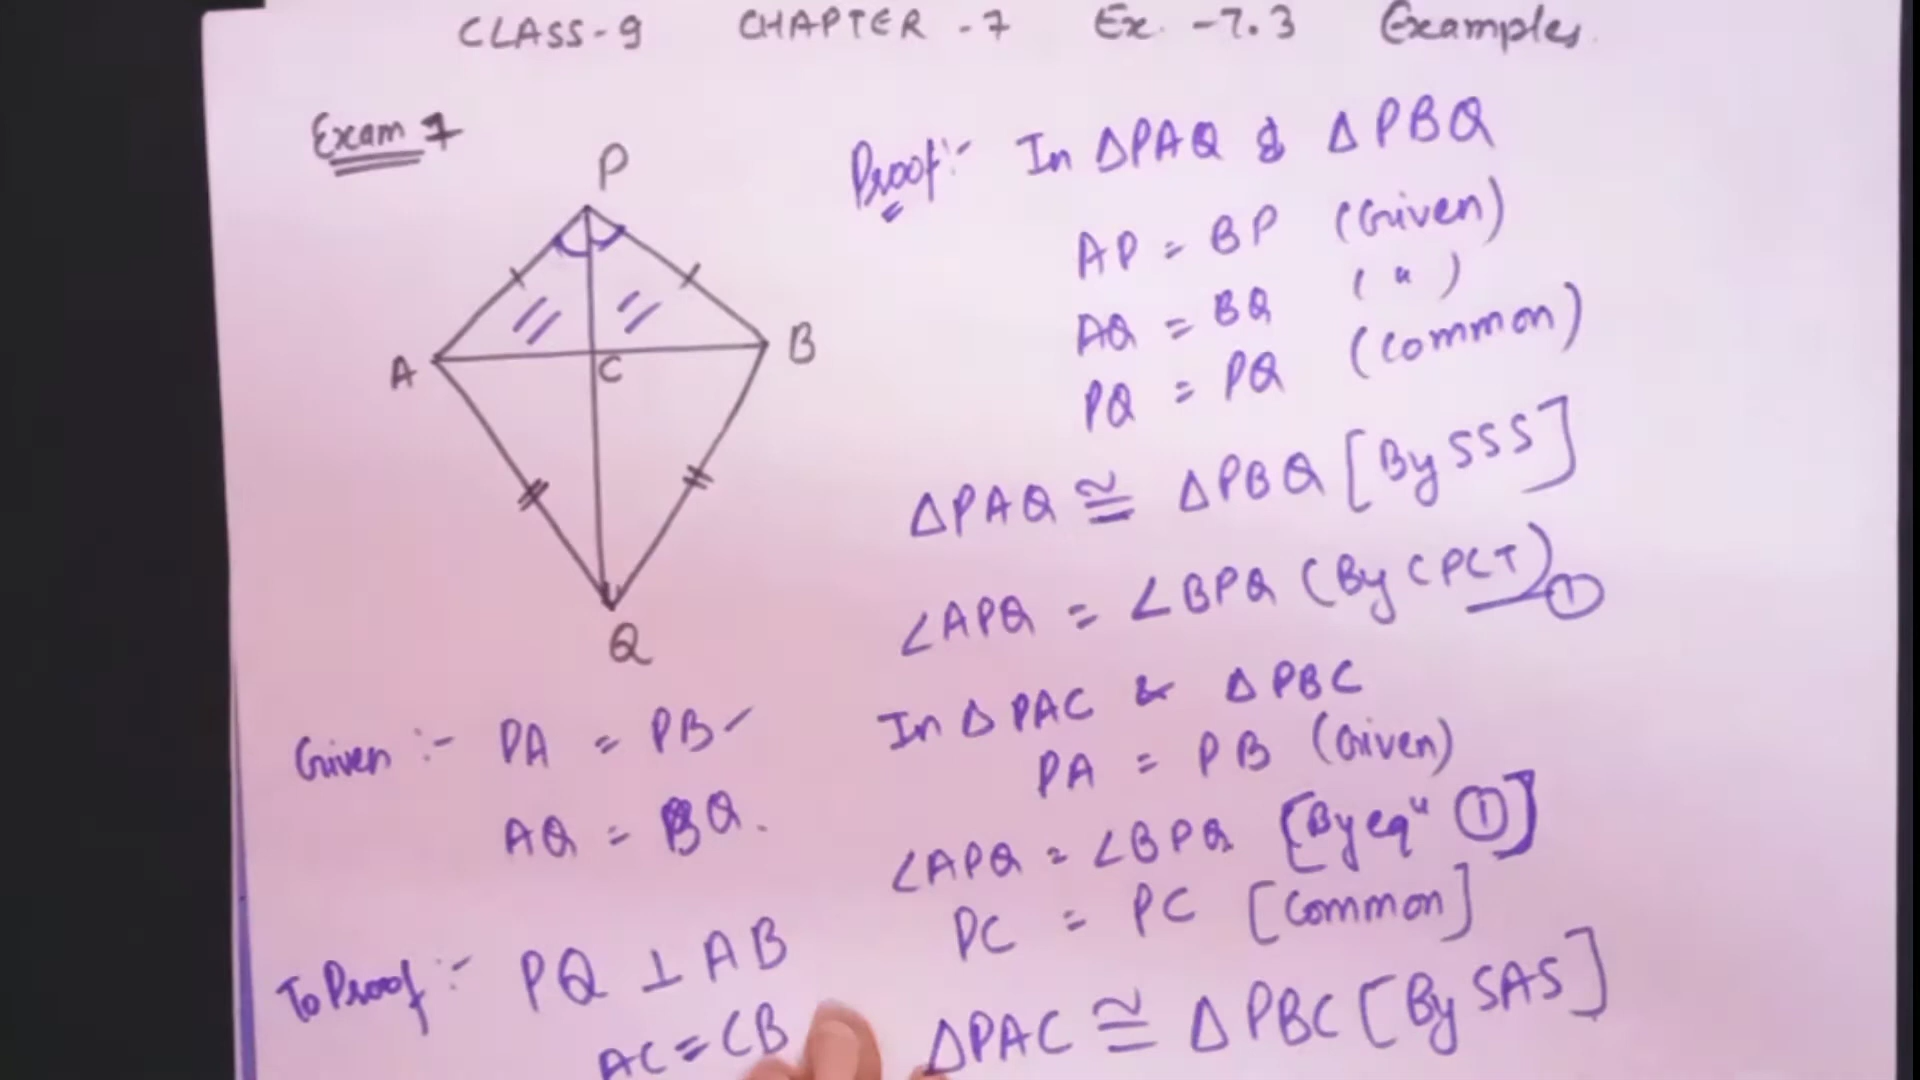 CLASS-9 CHAPTER -7 Ex. -7.3 Examples
Exam 7
P
A
B
C
Q
Given :- PA = PB
AQ = BQ.
To Proof :- PQ ⊥ AB
AC = CB
Proof :- In ΔPAQ & ΔPBQ
AP = BP (Given)
AQ = BQ ( " )
PQ = PQ (Common)
ΔPAQ ≅ ΔPBQ [By SSS]
∠APQ = ∠BPQ (By CPCT) ①
In ΔPAC & ΔPBC
PA = PB (Given)
∠APQ = ∠BPQ [By eqⁿ ①]
PC = PC [Common]
ΔPAC ≅ ΔPBC [By SAS]